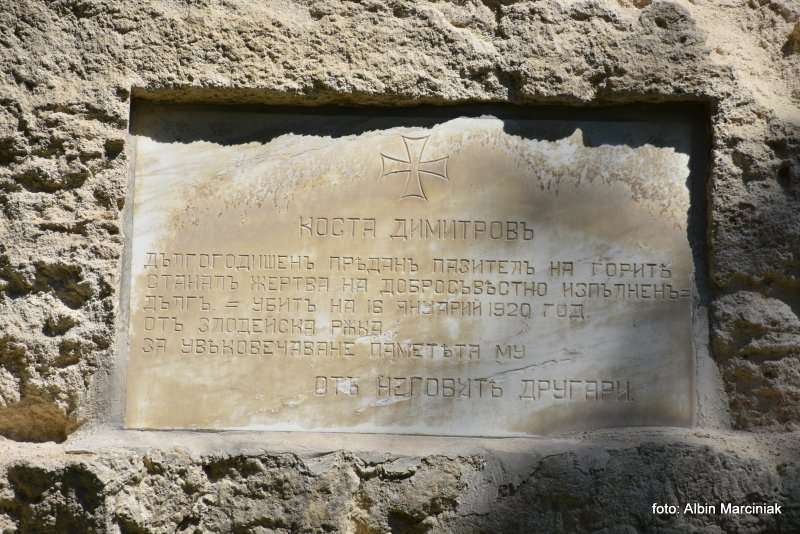 КОСТА ДИМИТРОВЪ
ДЪЛГОГОДИШЕНЪ ПРѢДАНЪ ПАЗИТЕЛЪ НА ГОРИТѢ
СТАНАЛЪ ЖЕРТВА НА ДОБРОСЪВѢСТНО ИЗПЪЛНЕНЪ=
ДЪЛГЪ. – УБИТЪ НА 16 ЯНУАРИЙ 1920 ГОД.
ОТЪ ЗЛОДЕЙСКА РѪКА.
ЗА УВѢКОВЕЧАВАНЕ ПАМЕТЬТА МУ
ОТЪ НЕГОВИТѢ ДРУГАРИ.
foto: Albin Marciniak